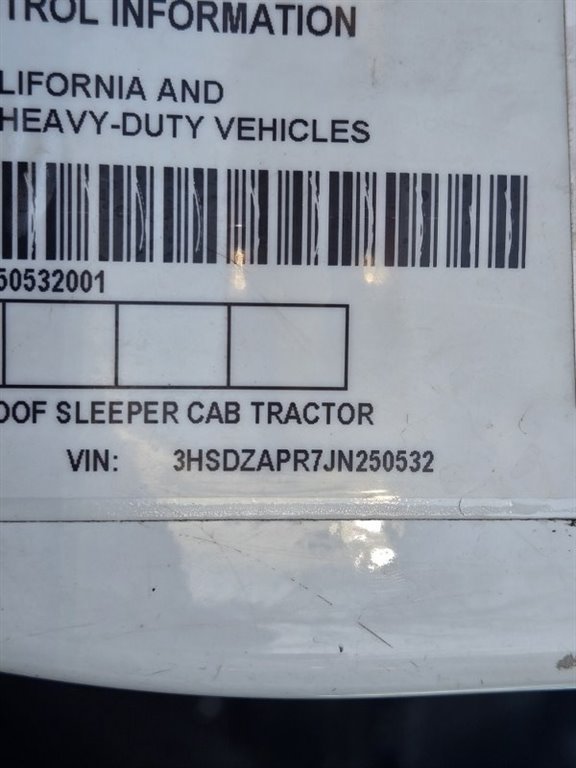 TROL INFORMATION
LIFORNIA AND
HEAVY-DUTY VEHICLES
50532001
OOF SLEEPER CAB TRACTOR
VIN: 3HSDZAPR7JN250532